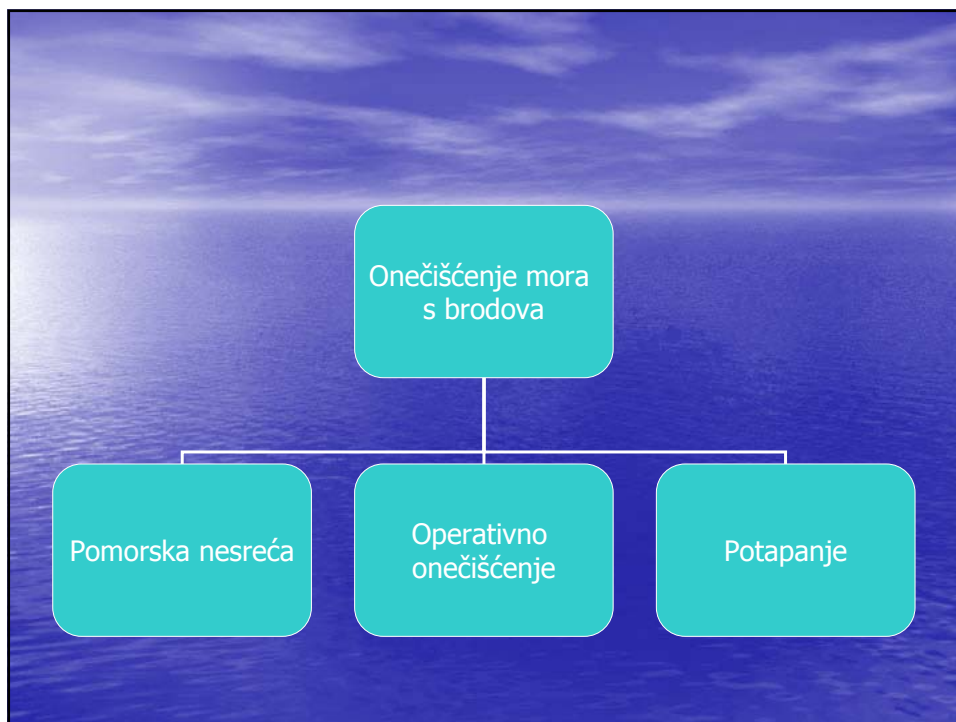 Onečišćenje mora
s brodova
Pomorska nesreća
Operativno
onečišćenje
Potapanje